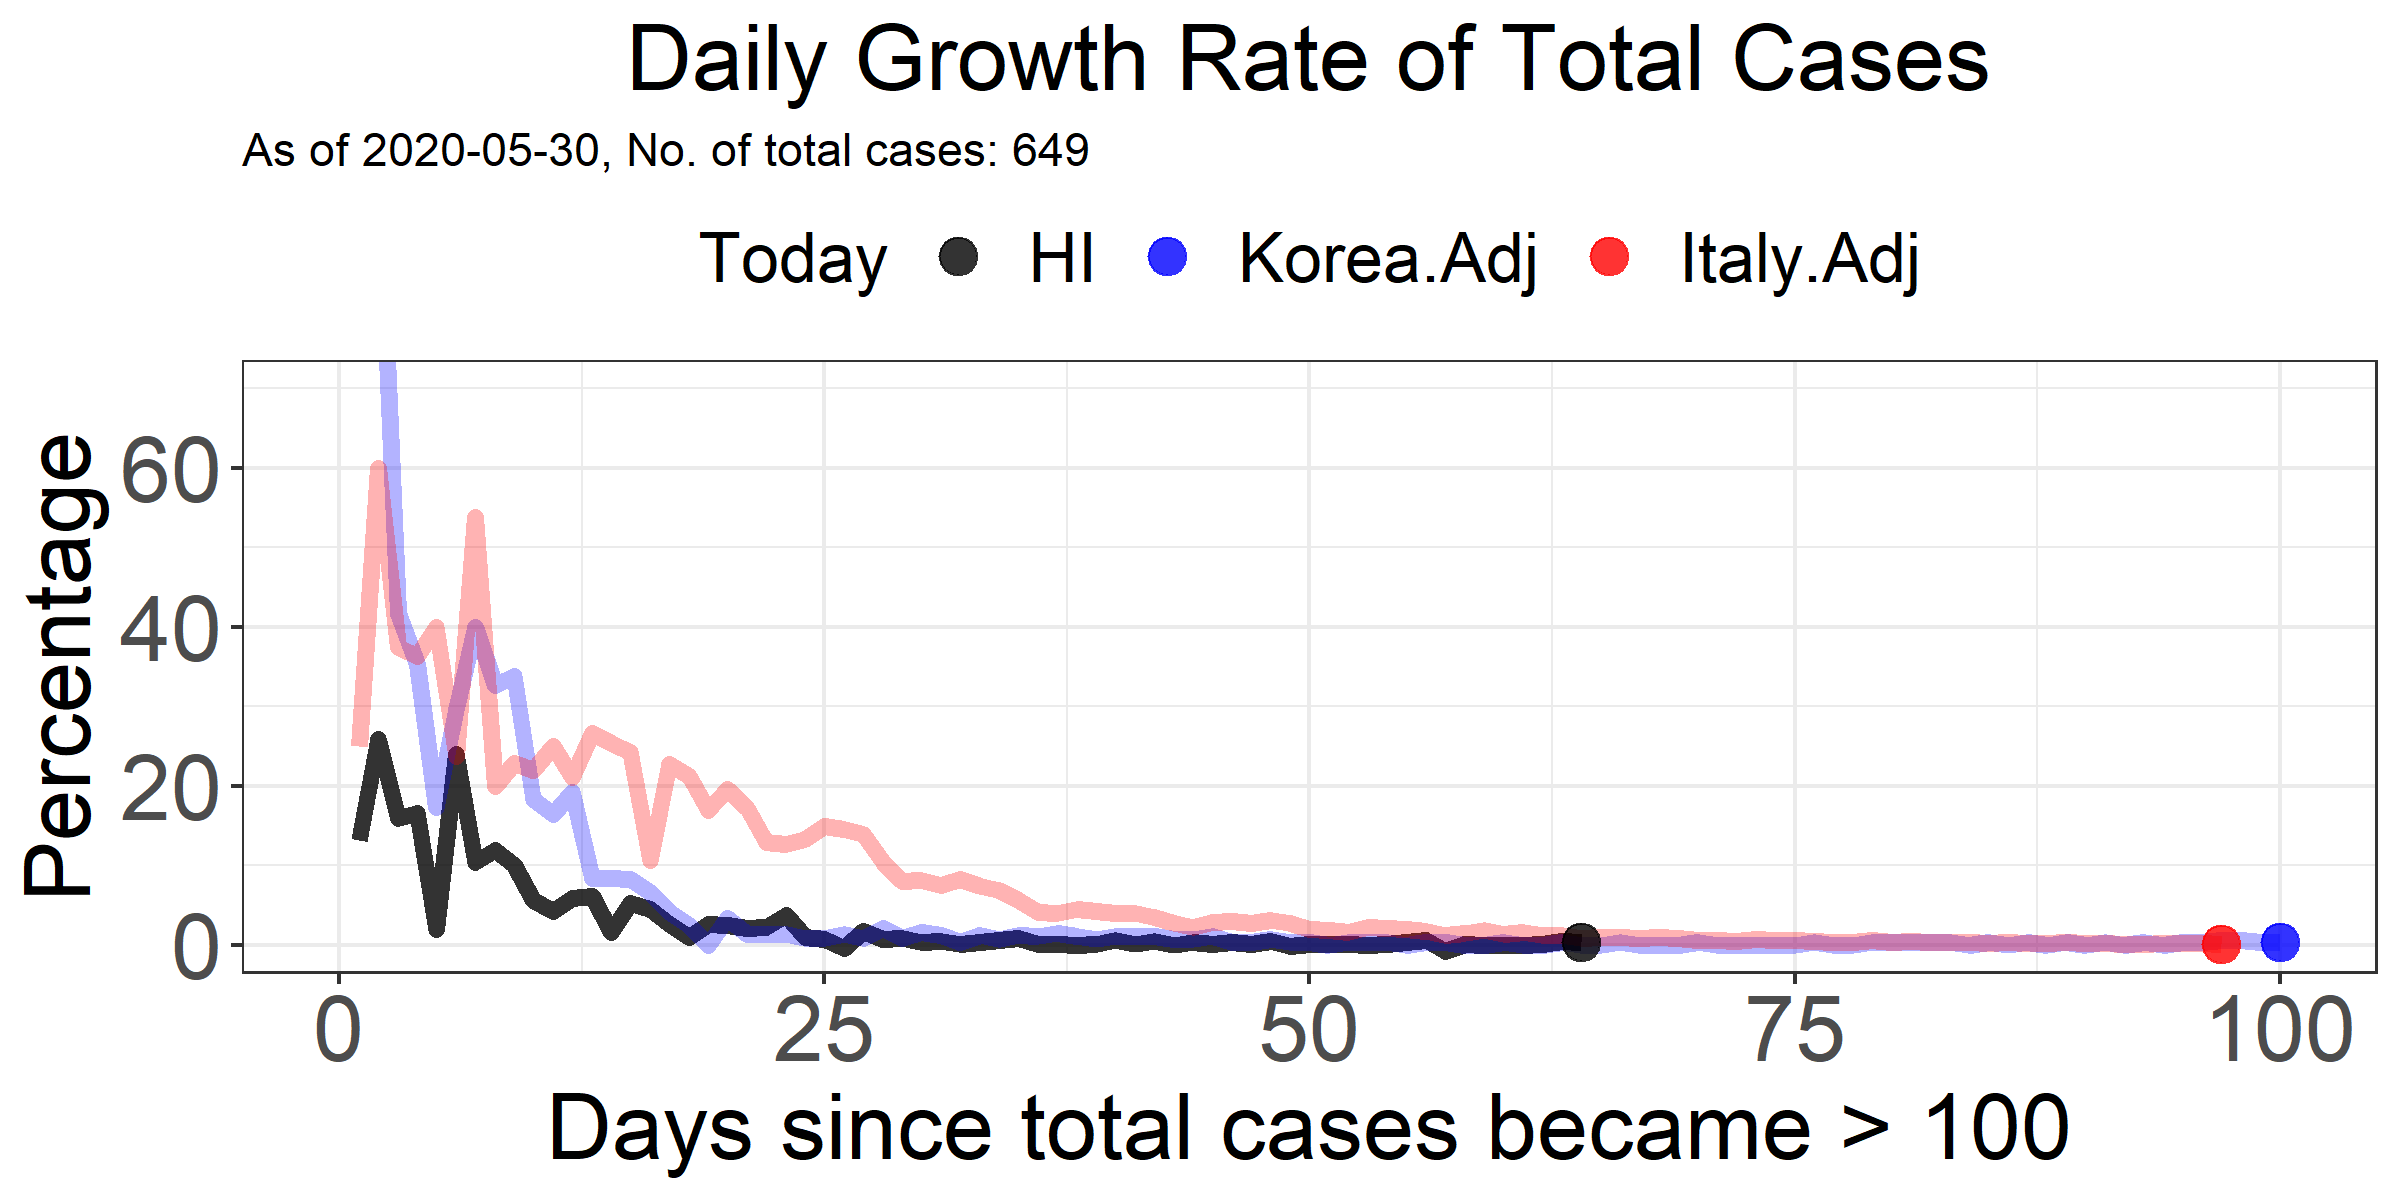 Daily Growth Rate of Total Cases
As of 2020-05-30, No. of total cases: 649
Today HI Korea.Adj Italy.Adj
Percentage
60
40
20
0
0 25 50 75 100
Days since total cases became > 100